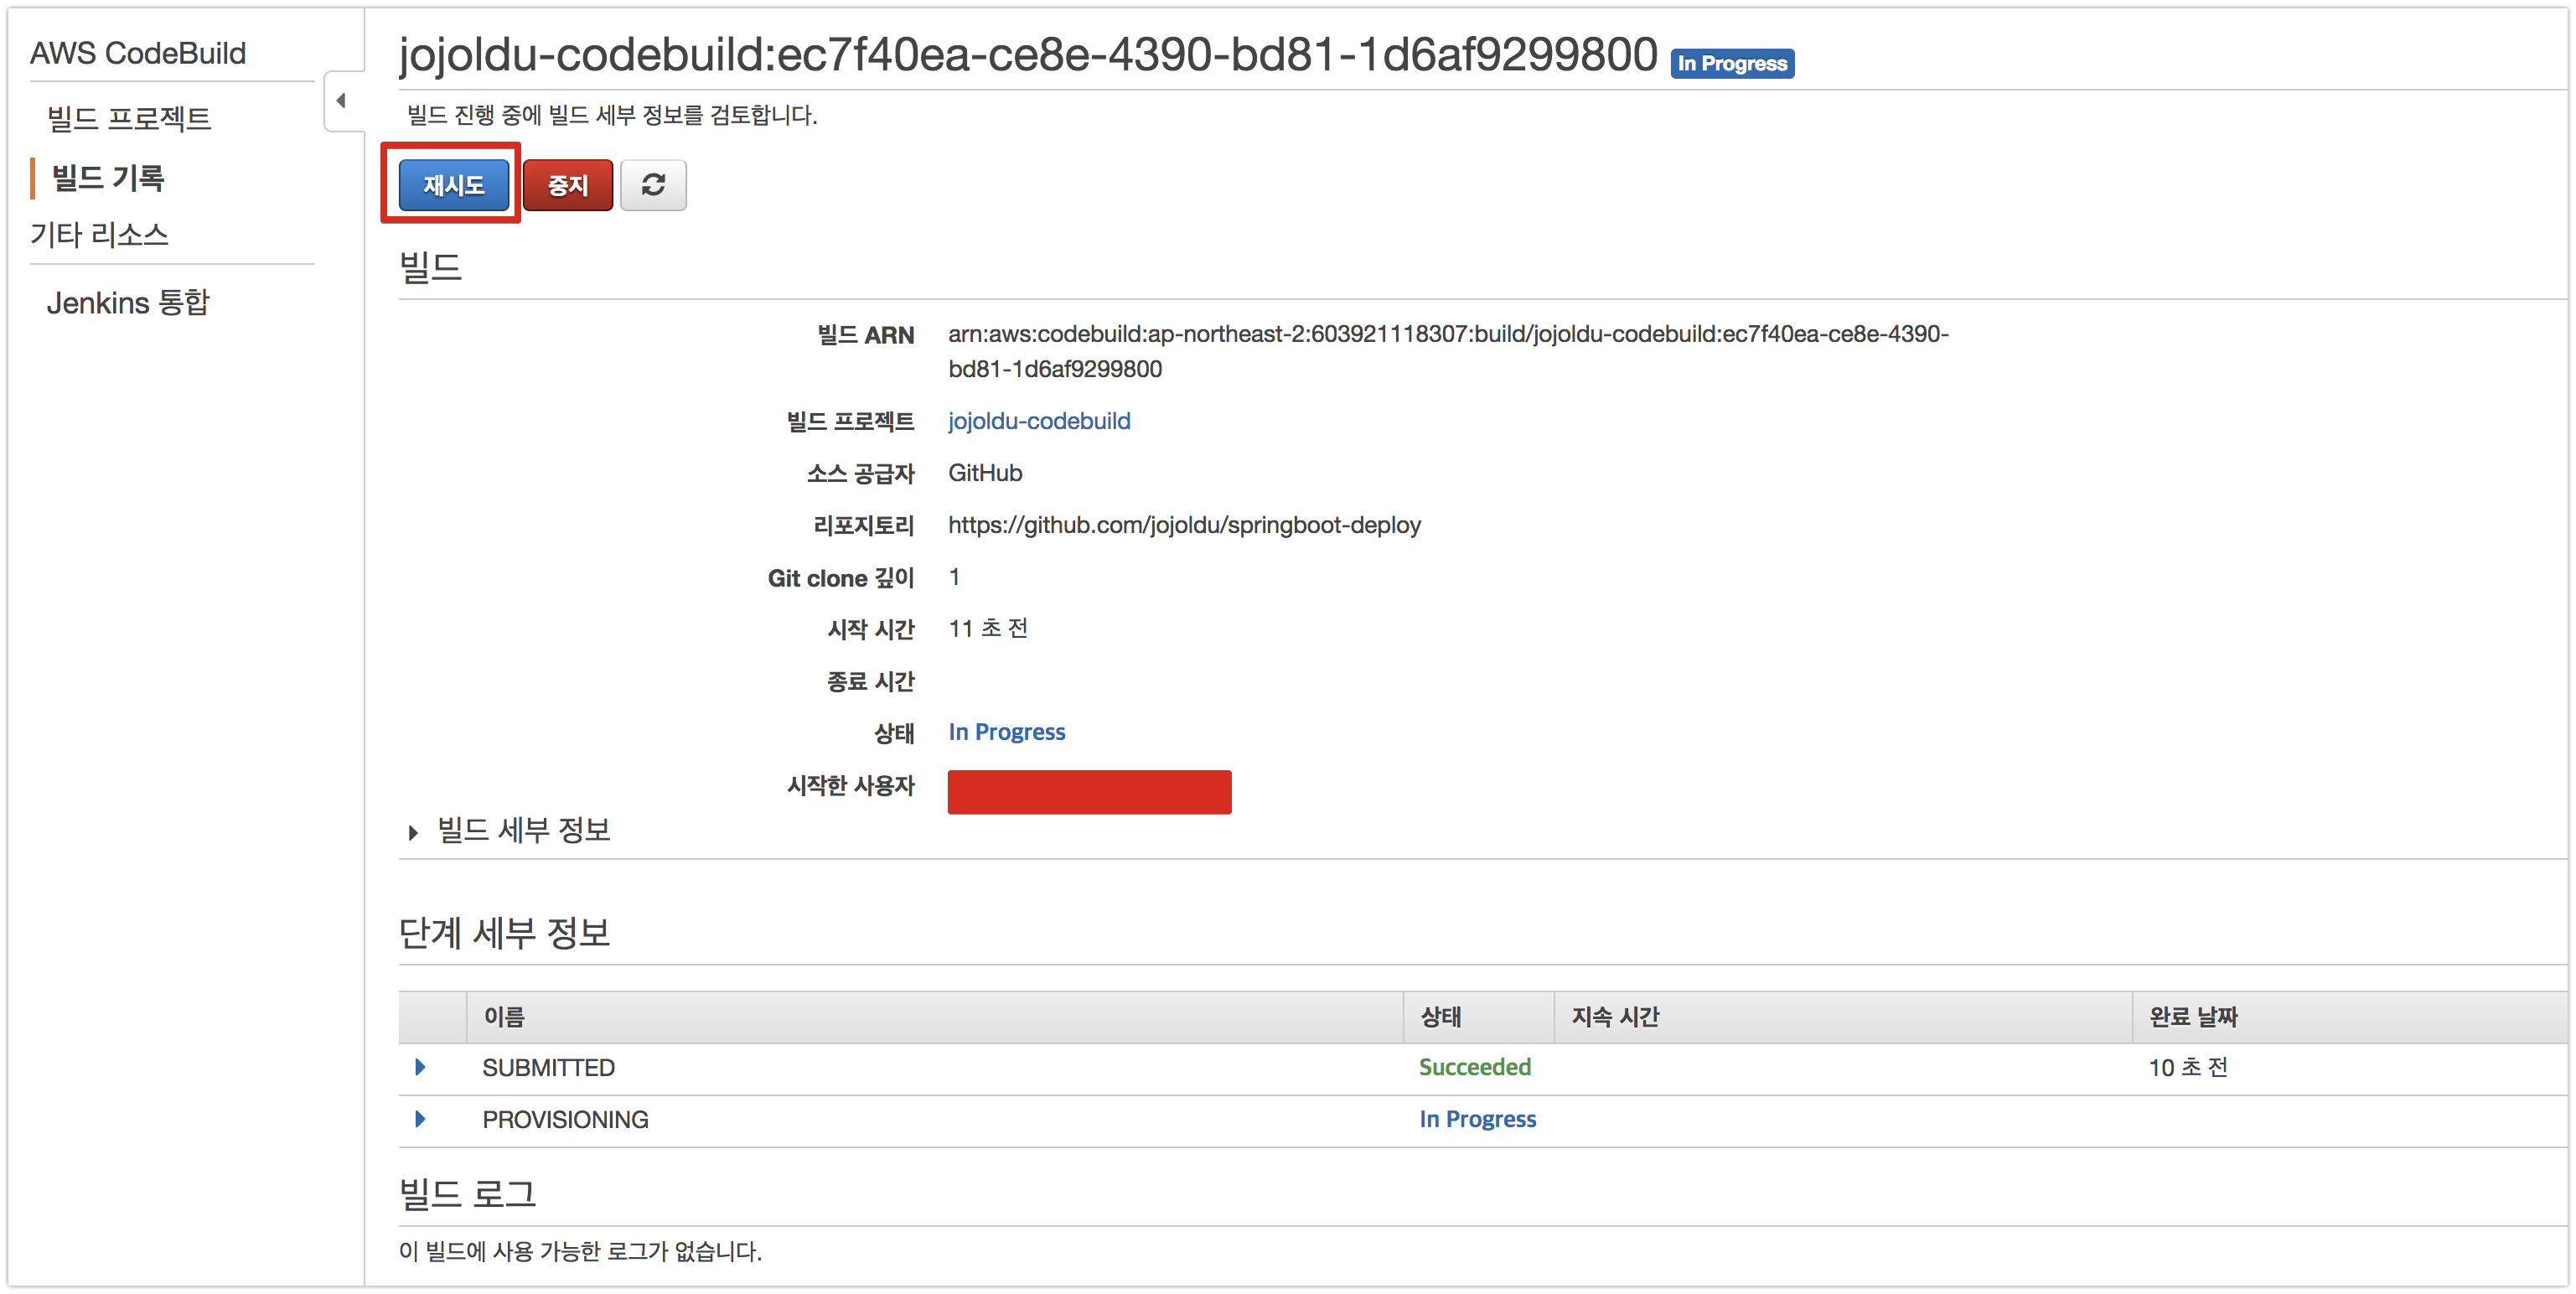 AWS CodeBuild
빌드 프로젝트
빌드 기록
기타 리소스
Jenkins 통합
jojoldu-codebuild:ec7f40ea-ce8e-4390-bd81-1d6af9299800 In Progress
빌드 진행 중에 빌드 세부 정보를 검토합니다.
재시도 중지
빌드
빌드 ARN arn:aws:codebuild:ap-northeast-2:603921118307:build/jojoldu-codebuild:ec7f40ea-ce8e-4390-
bd81-1d6af9299800
빌드 프로젝트 jojoldu-codebuild
소스 공급자 GitHub
리포지토리 https://github.com/jojoldu/springboot-deploy
Git clone 깊이 1
시작 시간 11 초 전
종료 시간
상태 In Progress
시작한 사용자
빌드 세부 정보
단계 세부 정보
이름 상태 지속 시간 완료 날짜
SUBMITTED Succeeded 10 초 전
PROVISIONING In Progress
빌드 로그
이 빌드에 사용 가능한 로그가 없습니다.